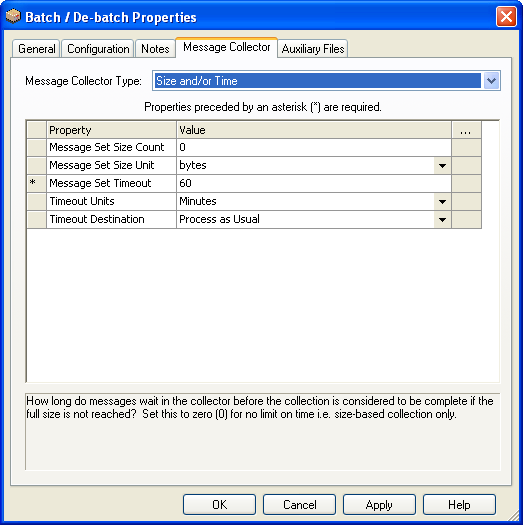 Batch / De-batch Properties
General Configuration Notes Message Collector Auxiliary Files
Message Collector Type: Size and/or Time
Properties preceded by an asterisk (*) are required.
Property Value ...
Message Set Size Count 0
Message Set Size Unit bytes
* Message Set Timeout 60
Timeout Units Minutes
Timeout Destination Process as Usual
How long do messages wait in the collector before the collection is considered to be complete if the
full size is not reached? Set this to zero (0) for no limit on time i.e. size-based collection only.
OK Cancel Apply Help